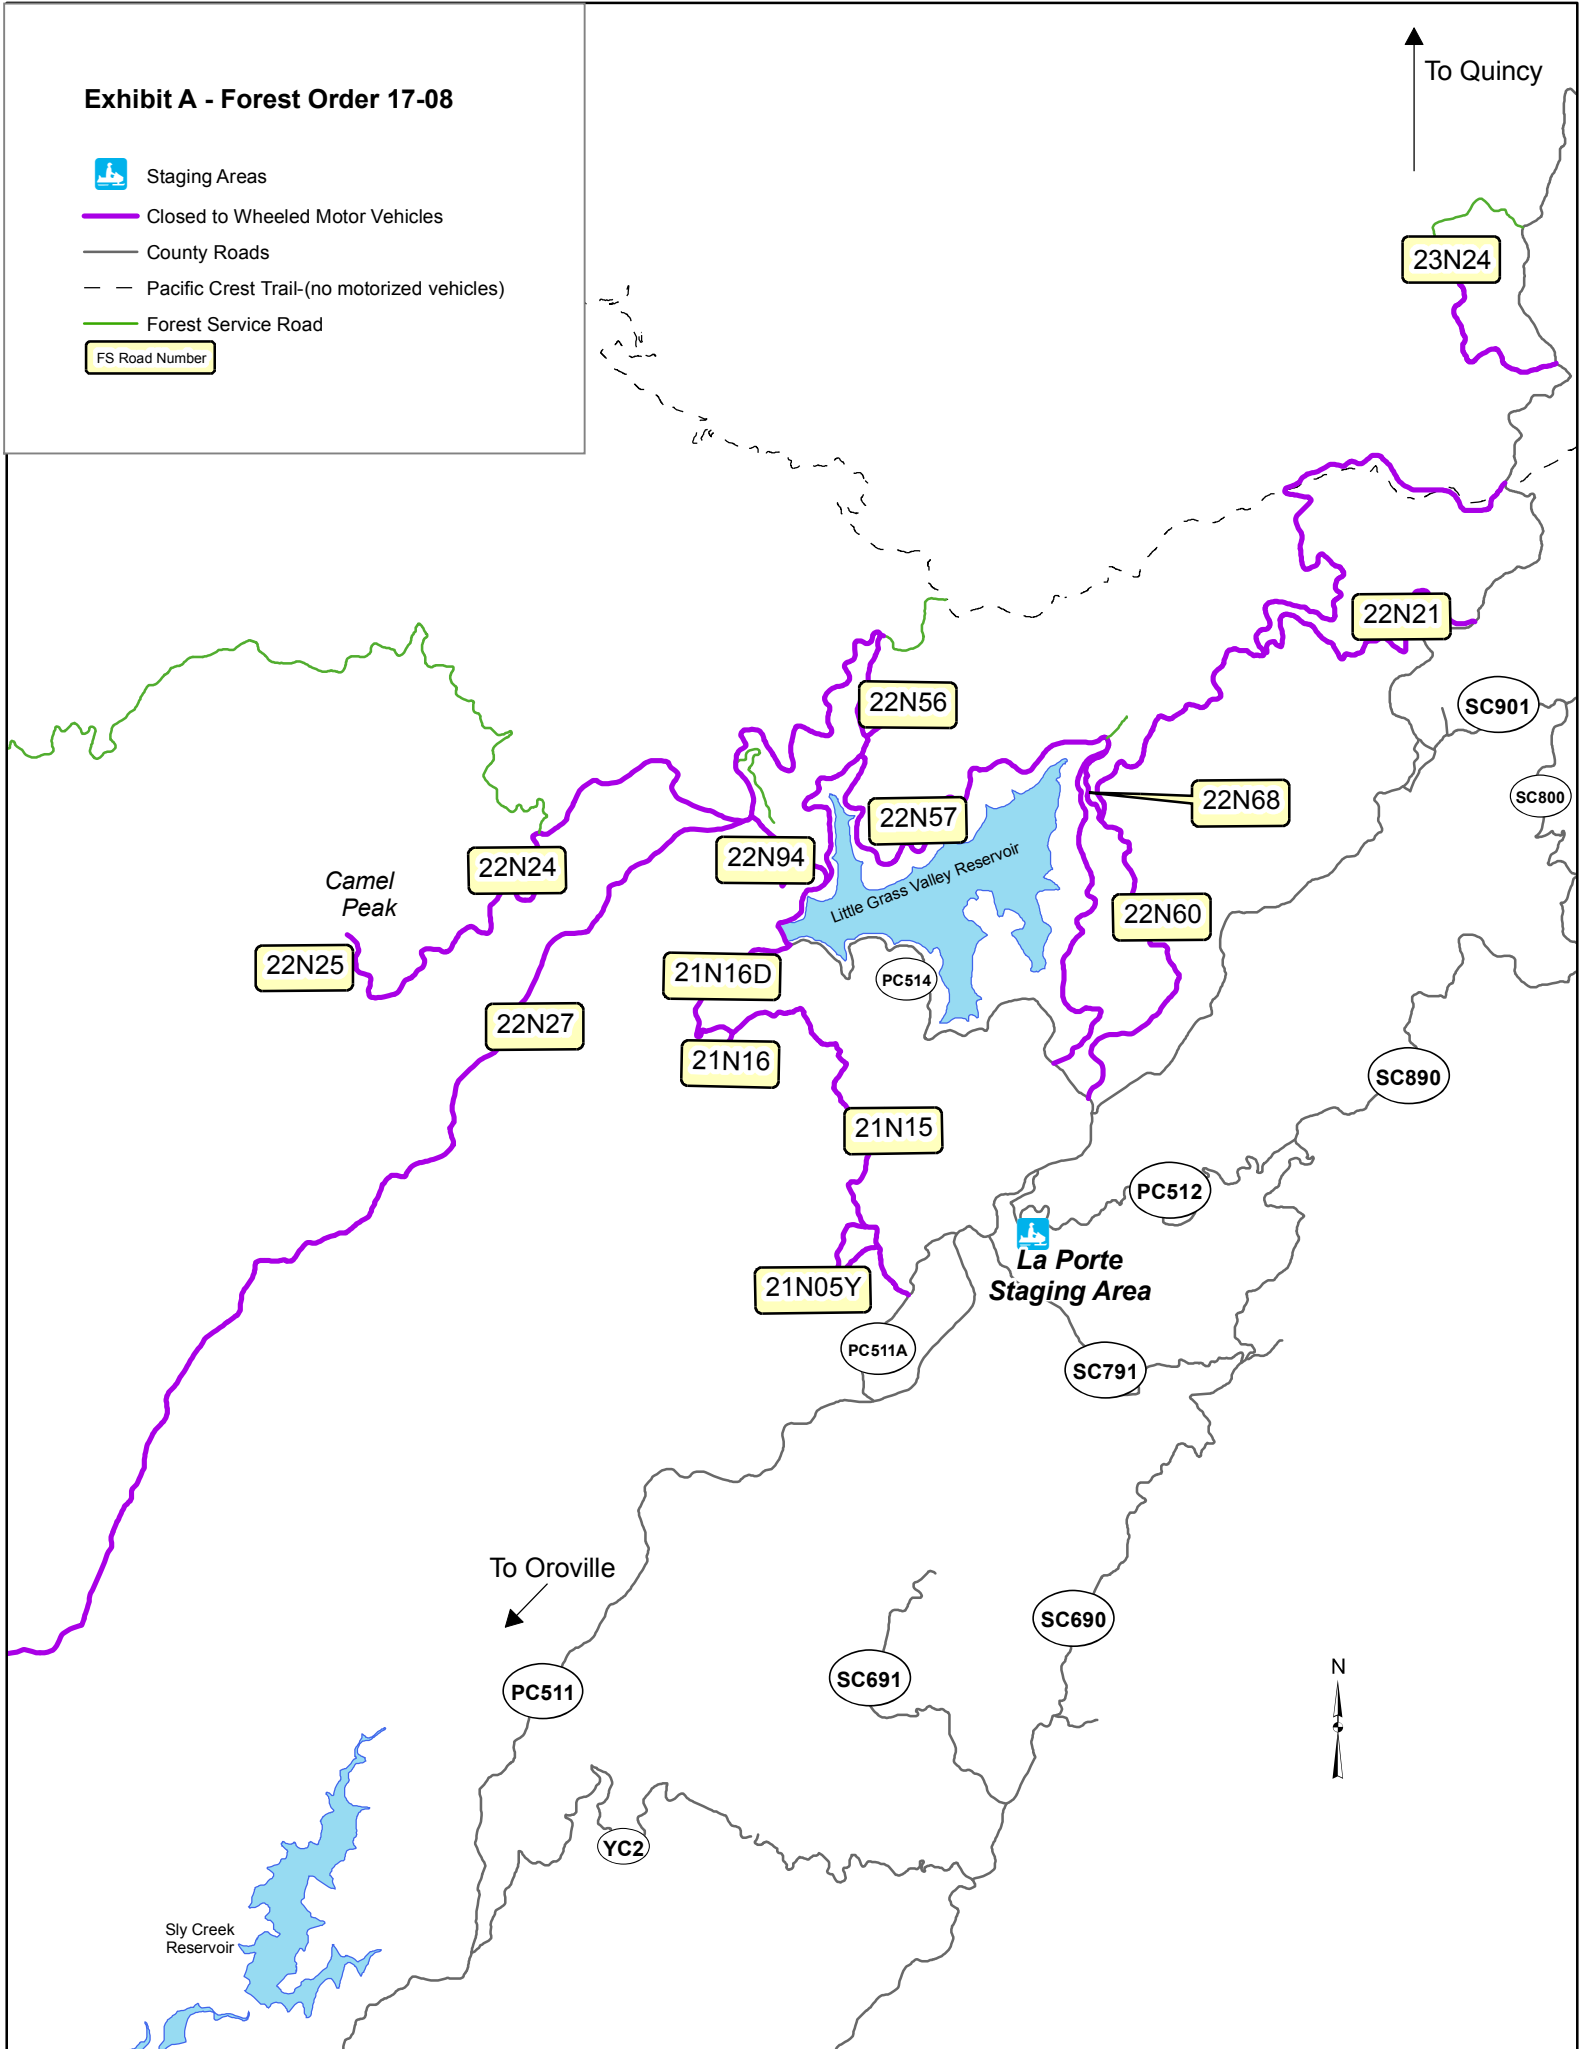 To Quincy
Exhibit A - Forest Order 17-08
Staging Areas
Closed to Wheeled Motor Vehicles
County Roads
Pacific Crest Trail-(no motorized vehicles)
Forest Service Road
FS Road Number
23N24
22N21
22N56
SC901
SC800
22N68
22N57
22N94
22N24
Little Grass Valley Reservoir
Camel
Peak
22N60
22N25
21N16D
PC514
22N27
21N16
SC890
21N15
PC512
La Porte
Staging Area
21N05Y
PC511A
SC791
To Oroville
SC690
SC691
PC511
N
YC2
Sly Creek
Reservoir